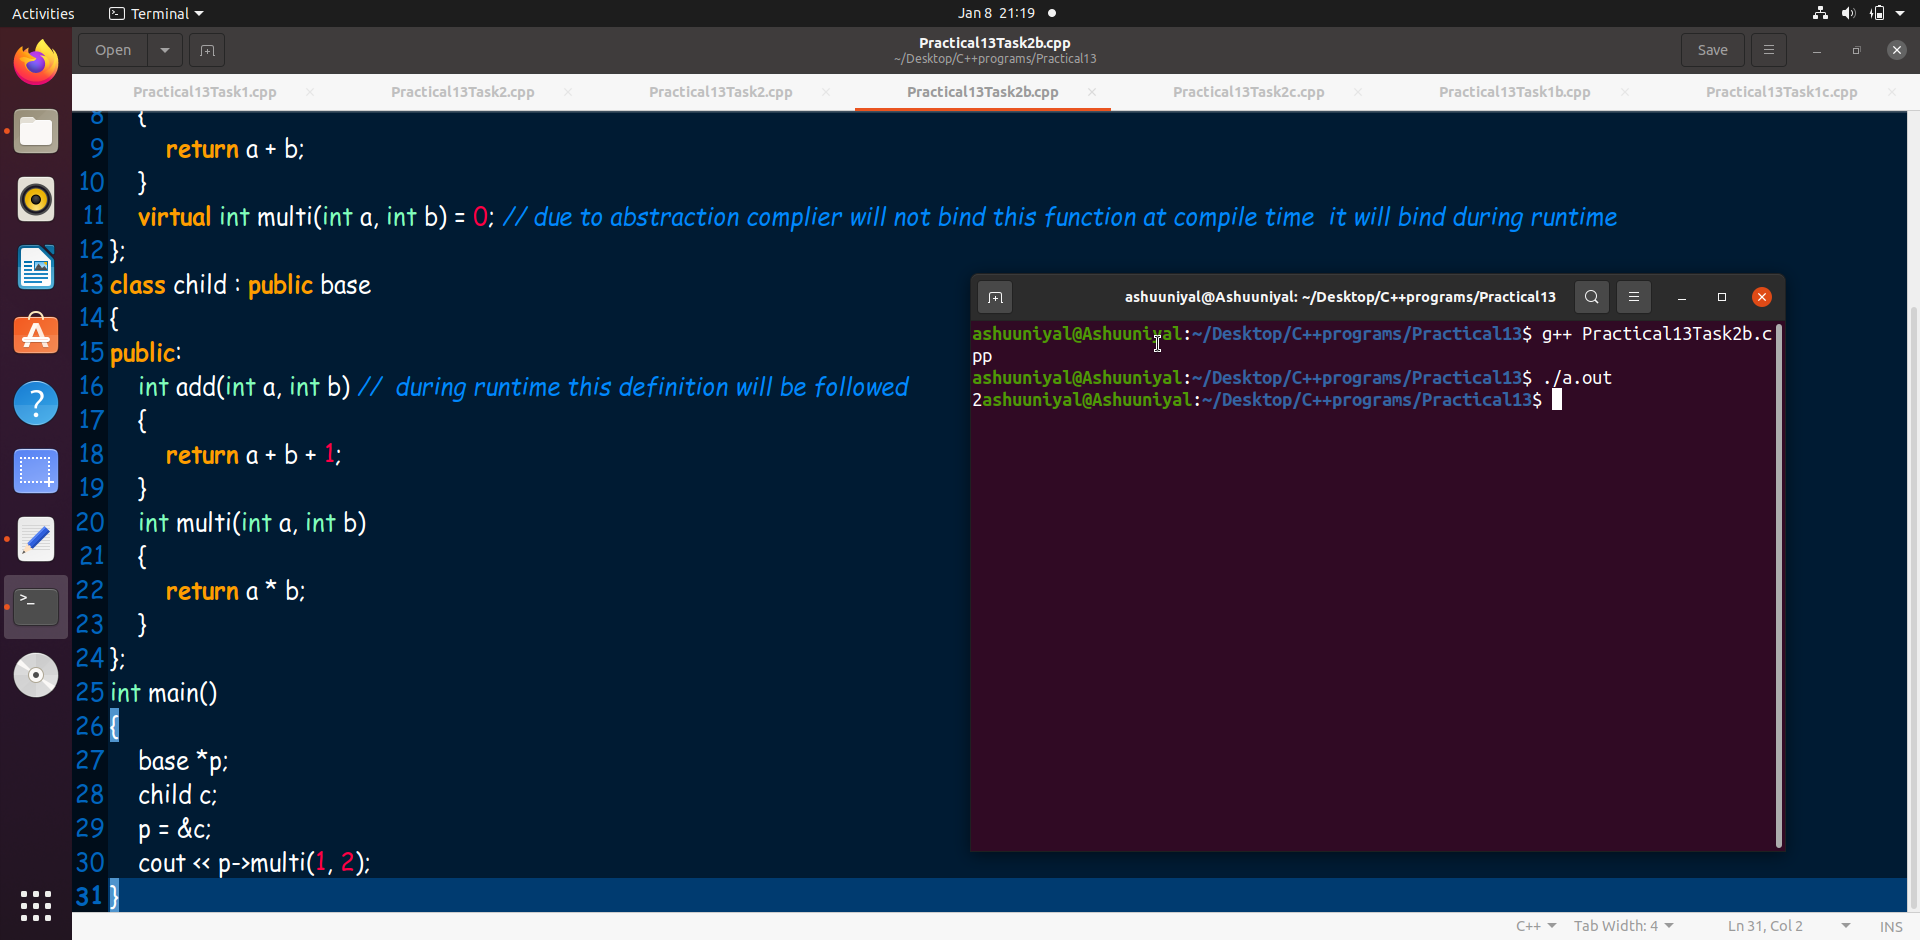 Activities Terminal Jan 8 21:19
Open Practical13Task2b.cpp Save
~/Desktop/C++programs/Practical13
Practical13Task1.cpp Practical13Task2.cpp Practical13Task2.cpp Practical13Task2b.cpp Practical13Task2c.cpp Practical13Task1b.cpp Practical13Task1c.cpp
8 {
9 return a + b;
10 }
11 virtual int multi(int a, int b) = 0; // due to abstraction complier will not bind this function at compile time it will bind during runtime
12 };
13 class child : public base
14 {
15 public:
16 int add(int a, int b) // during runtime this definition will be followed
17 {
18 return a + b + 1;
19 }
20 int multi(int a, int b)
21 {
22 return a * b;
23 }
24 };
25 int main()
26 {
27 base *p;
28 child c;
29 p = &c;
30 cout << p->multi(1, 2);
31 }
ashuuniyal@Ashuuniyal: ~/Desktop/C++programs/Practical13
ashuuniyal@Ashuuniyal:~/Desktop/C++programs/Practical13$ g++ Practical13Task2b.c
pp
ashuuniyal@Ashuuniyal:~/Desktop/C++programs/Practical13$ ./a.out
2ashuuniyal@Ashuuniyal:~/Desktop/C++programs/Practical13$
C++ Tab Width: 4 Ln 31, Col 2 INS